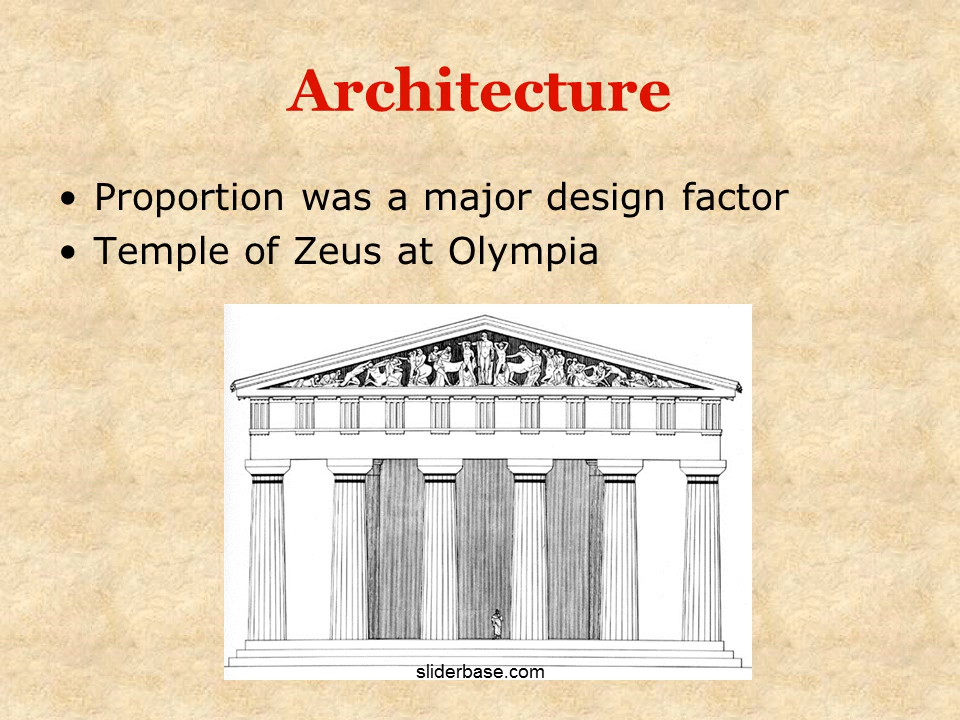 Architecture
• Proportion was a major design factor
• Temple of Zeus at Olympia
sliderbase.com